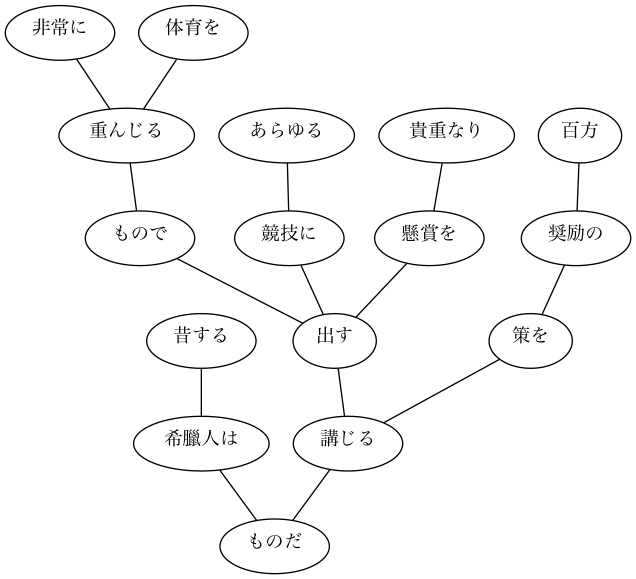 非常に 体育を
重んじる あらゆる 貴重なり 百方
もので 競技に 懸賞を 奨励の
昔する 出す 策を
希臘人は 講じる
ものだ